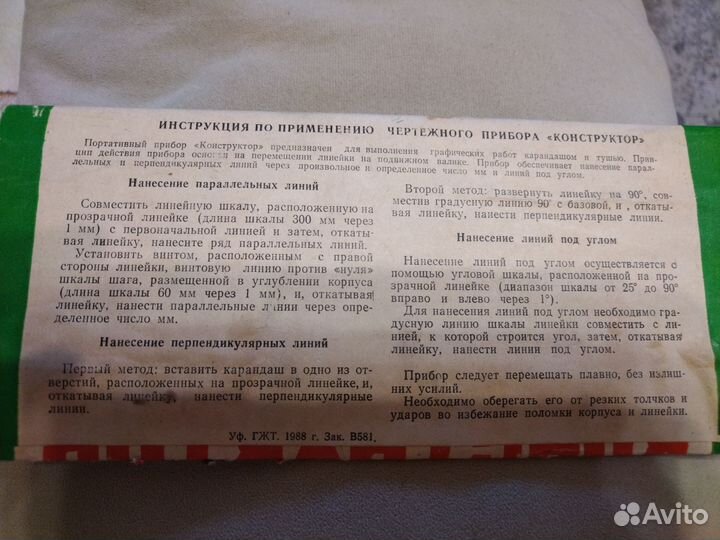 ИНСТРУКЦИЯ ПО ПРИМЕНЕНИЮ ЧЕРТЕЖНОГО ПРИБОРА «КОНСТРУКТОР»
Портативный прибор «Конструктор» предназначен для выполнения графических работ карандашом и тушью. Прин-
ции действия прибора основан на перемещении линейки на подвижном валике. Прибор обеспечивает нанесение парал-
лельных и перпендикулярных линий через произвольное и определенное число мм и линий под углом.
Нанесение параллельных линий
Совместить линейную шкалу, расположенную на
прозрачной линейке (длина шкалы 300 мм через
1 мм) с первоначальной линией и затем, откаты-
вая линейку, нанесите ряд параллельных линий.
Установить винтом, расположенным с правой
стороны линейки, винтовую линию против «нуля»
шкалы шага, размещенной в углублении корпуса
(длина шкалы 60 мм через 1 мм), и, откатывая
линейку, нанести параллельные линии через опре-
деленное число мм.
Нанесение перпендикулярных линий
Первый метод: вставить карандаш в одно из от-
верстий, расположенных на прозрачной линейке, и,
откатывая линейку, нанести перпендикулярные
линии.
Второй метод: развернуть линейку на 90°, сов-
местив градусную линию 90° с базовой, и, откаты-
вая линейку, нанести перпендикулярные линии.
Нанесение линий под углом
Нанесение линий под углом осуществляется с
помощью угловой шкалы, расположенной на про-
зрачной линейке (диапазон шкалы от 25° до 90°
вправо и влево через 1°).
Для нанесения линий под углом необходимо гра-
дусную линию шкалы линейки совместить с ли-
нией, к которой строится угол, затем, откатывая
линейку, нанести линии под углом.
Прибор следует перемещать плавно, без излиш-
них усилий.
Необходимо оберегать его от резких толчков и
ударов во избежание поломки корпуса и линейки.
Уф. ГЖТ. 1988 г. Зак. В581.
Avito